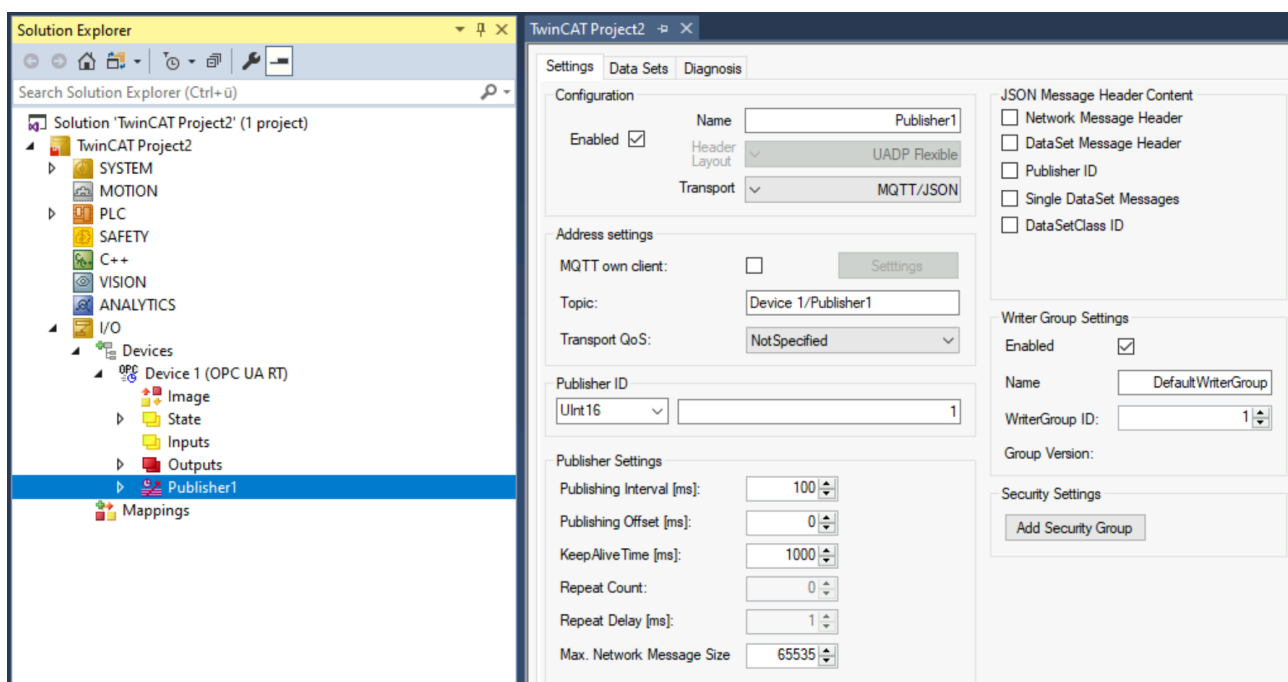 Solution Explorer
Search Solution Explorer (Ctrl+ü)
Solution 'TwinCAT Project2' (1 project)
TwinCAT Project2
SYSTEM
MOTION
PLC
SAFETY
C++
VISION
ANALYTICS
I/O
Devices
OPC Device 1 (OPC UA RT)
Image
State
Inputs
Outputs
Publisher1
Mappings
TwinCAT Project2
Settings Data Sets Diagnosis
Configuration
Enabled
Name Publisher1
Header Layout UADP Flexible
Transport MQTT/JSON
Address settings
MQTT own client: Setttings
Topic: Device 1/Publisher1
Transport QoS: NotSpecified
Publisher ID
UInt16 1
Publisher Settings
Publishing Interval [ms]: 100
Publishing Offset [ms]: 0
KeepAliveTime [ms]: 1000
Repeat Count: 0
Repeat Delay [ms]: 1
Max. Network Message Size 65535
JSON Message Header Content
Network Message Header
DataSet Message Header
Publisher ID
Single DataSet Messages
DataSetClass ID
Writer Group Settings
Enabled
Name DefaultWriterGroup
WriterGroup ID: 1
Group Version:
Security Settings
Add Security Group